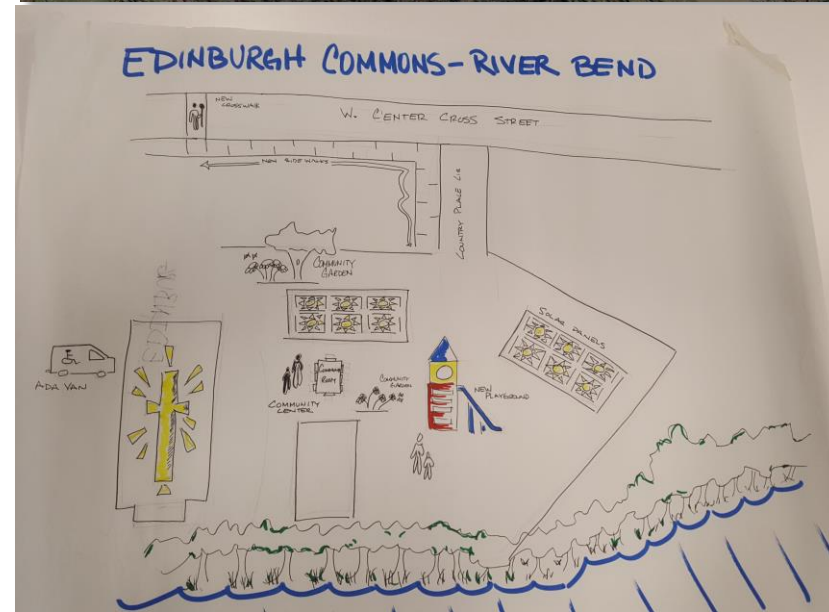 EDINBURGH COMMONS-RIVER BEND
NEW
CROSSWALK
W. CENTER CROSS STREET
NEW SIDEWALKS
COUNTRY PLACE
COMMUNITY
GARDEN
SOLAR PANELS
ADA VAN
COMMUNITY
CENTER
COMMUNITY
GARDEN
NEW
PLAYGROUND